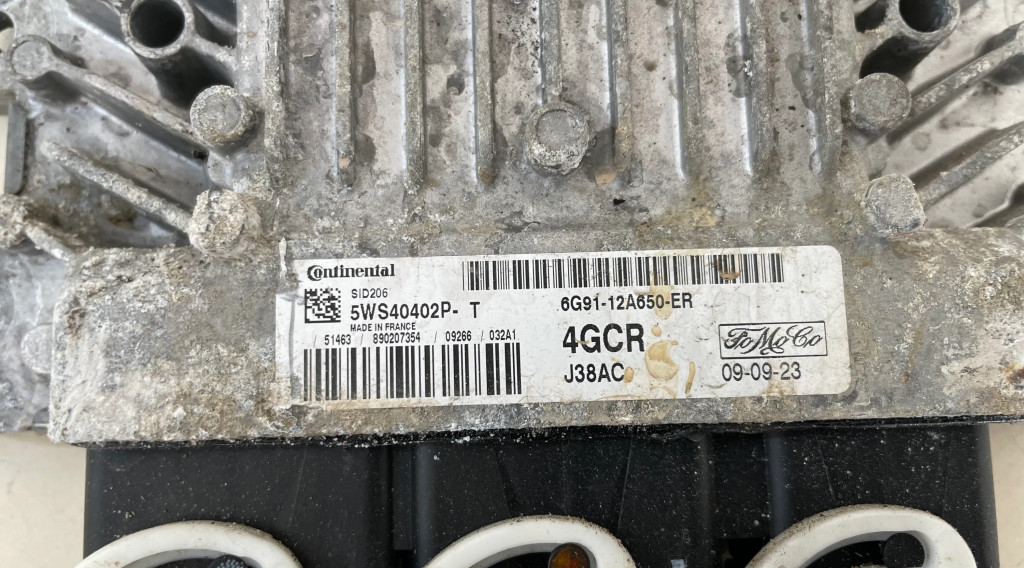 Continental
SID206
5WS40402P- T
MADE IN FRANCE
/ 51463 / 890207354 / 09266 / 032A1
6G91-12A650-ER
4GCR
J38AC
FoMoCo
09-09-23